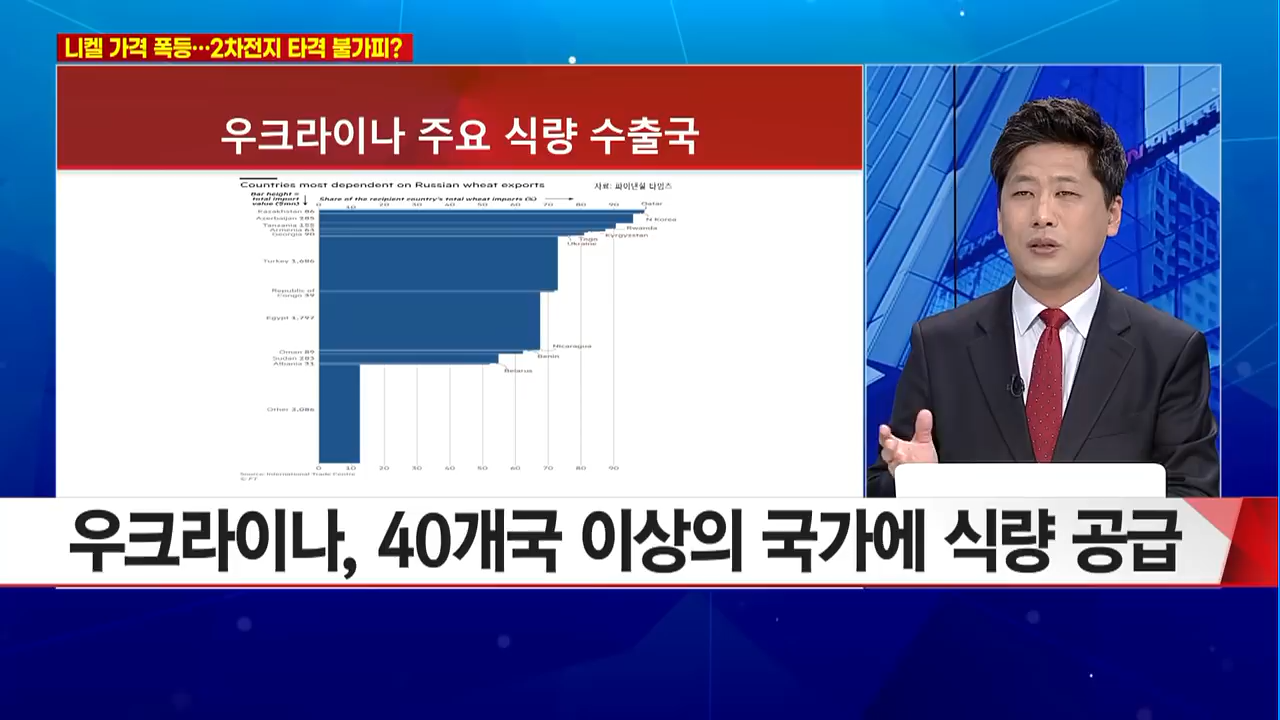 니켈 가격 폭등…2차전지 타격 불가피?
우크라이나 주요 식량 수출국
Countries most dependent on Russian wheat exports
자료: 파이낸셜 타임즈
Bar height =
total import
value ($mn)
Share of the recipient country's total wheat imports (%)
0 10 20 30 40 50 60 70 80 90
Qatar
Kazakhstan 86
N Korea
Azerbaijan 285
Tanzania 155
Rwanda
Armenia 63
Georgia 90
Kyrgyzstan
Togo
Ukraine
Turkey 1,696
Republic of
Congo 39
Egypt 1,797
Nicaragua
Oman 89
Benin
Sudan 283
Albania 31
Belarus
Other 3,086
0 10 20 30 40 50 60 70 80 90
Source: International Trade Centre
© FT
우크라이나, 40개국 이상의 국가에 식량 공급